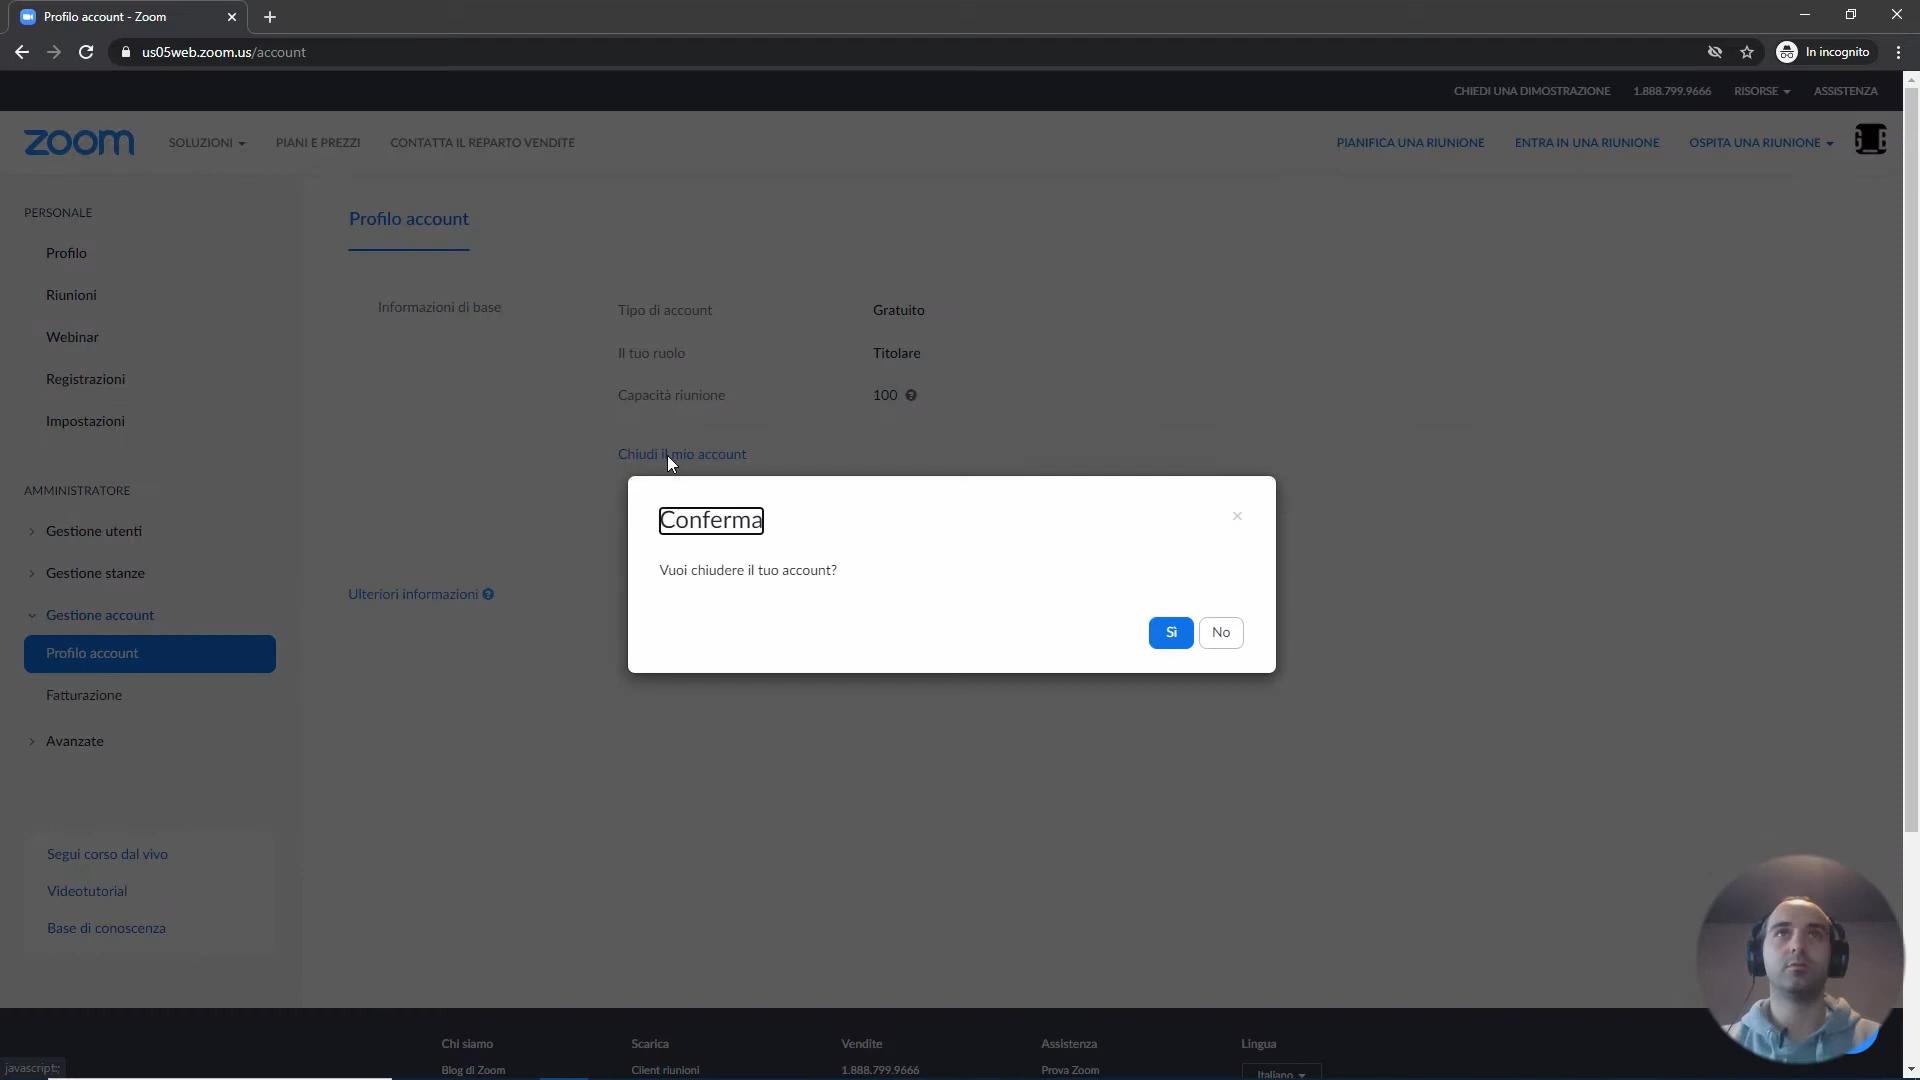 Profilo account - Zoom
us05web.zoom.us/account
In incognito
CHIEDI UNA DIMOSTRAZIONE 1.888.799.9666 RISORSE ASSISTENZA
zoom SOLUZIONI PIANI E PREZZI CONTATTA IL REPARTO VENDITE PIANIFICA UNA RIUNIONE ENTRA IN UNA RIUNIONE OSPITA UNA RIUNIONE
PERSONALE
Profilo
Riunioni
Webinar
Registrazioni
Impostazioni
AMMINISTRATORE
Gestione utenti
Gestione stanze
Gestione account
Profilo account
Fatturazione
Avanzate
Segui corso dal vivo
Videotutorial
Base di conoscenza
Profilo account
Informazioni di base
Tipo di account Gratuito
Il tuo ruolo Titolare
Capacità riunione 100
Chiudi il mio account
Ulteriori informazioni
Conferma
Vuoi chiudere il tuo account?
Sì No
Chi siamo Scarica Vendite Assistenza Lingua
Blog di Zoom Client riunioni 1.888.799.9666 Prova Zoom Italiano
javascript:;